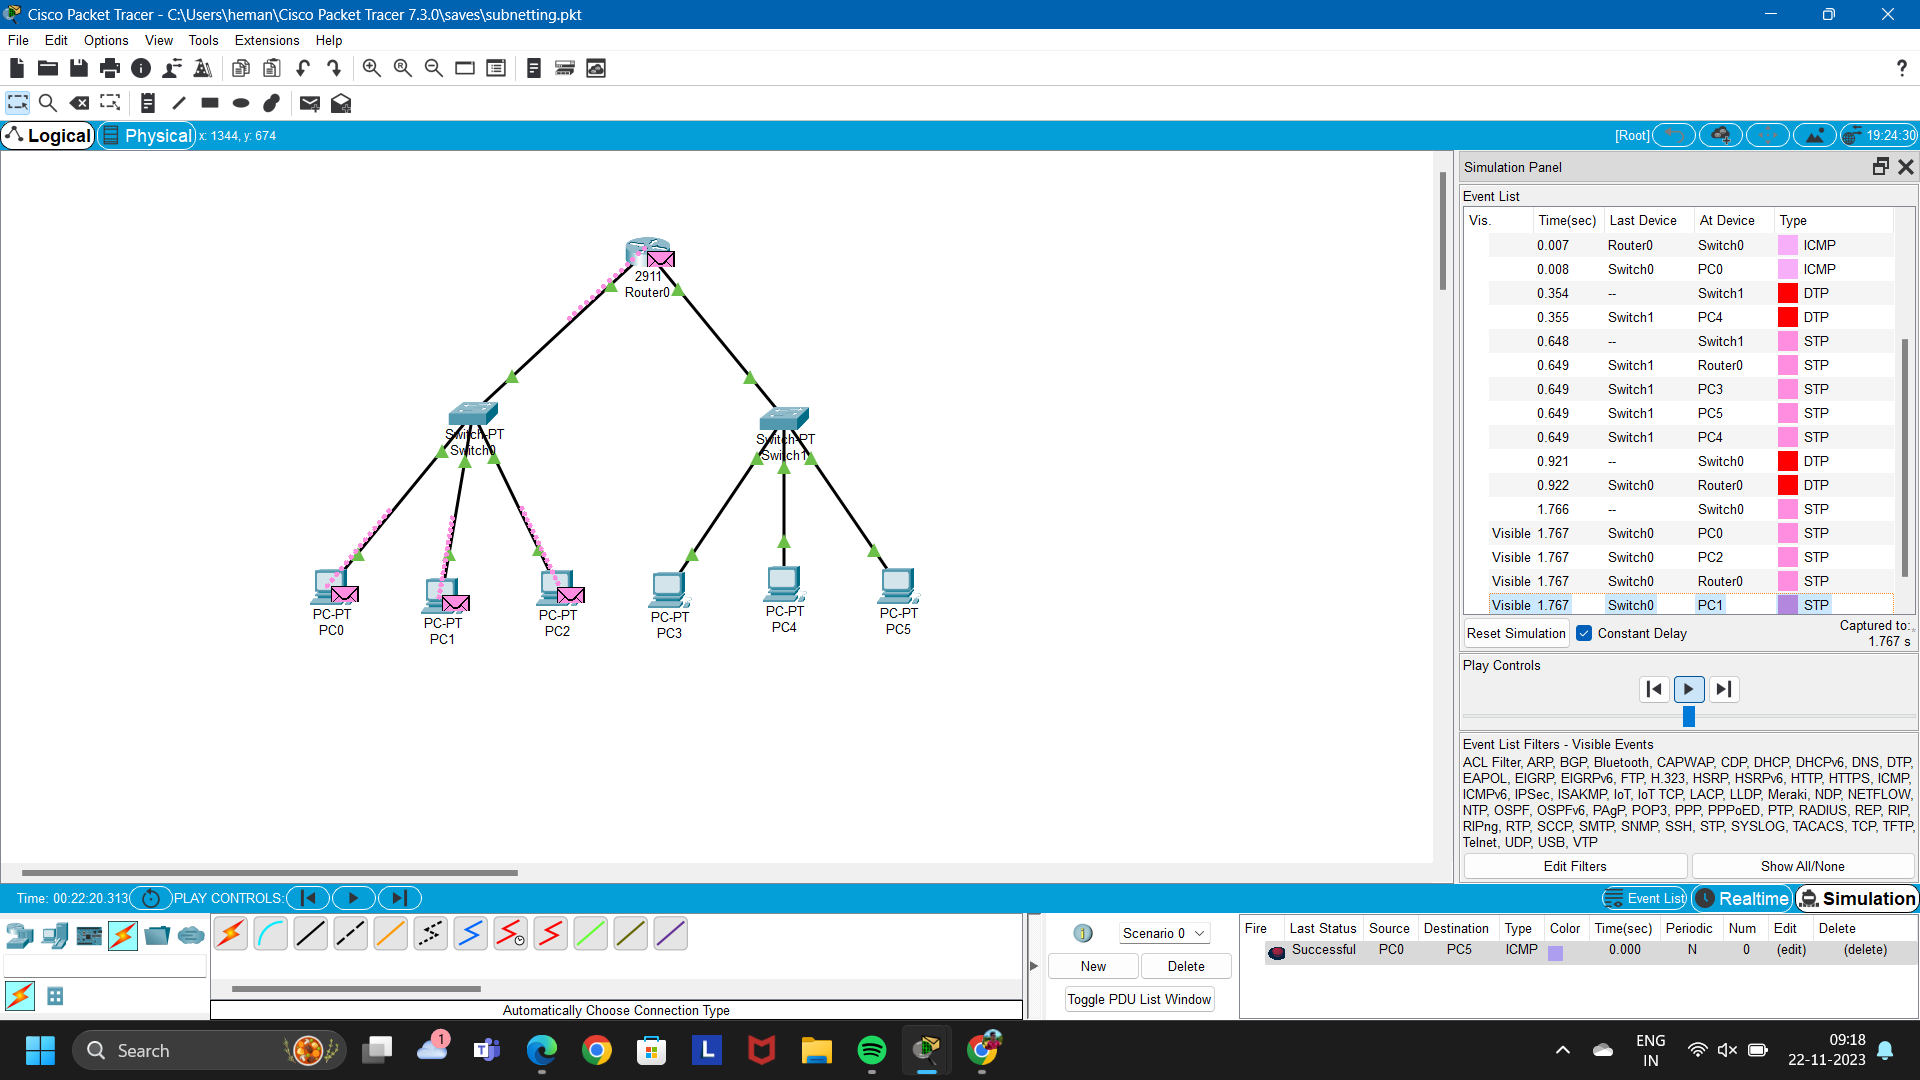 Cisco Packet Tracer - C:\Users\heman\Cisco Packet Tracer 7.3.0\saves\subnetting.pkt
File Edit Options View Tools Extensions Help
Logical Physical x: 1344, y: 674 [Root] 19:24:30
Simulation Panel
Event List
Vis. Time(sec) Last Device At Device Type
0.007 Router0 Switch0 ICMP
0.008 Switch0 PC0 ICMP
0.354 -- Switch1 DTP
0.355 Switch1 PC4 DTP
0.648 -- Switch1 STP
0.649 Switch1 Router0 STP
0.649 Switch1 PC3 STP
0.649 Switch1 PC5 STP
0.649 Switch1 PC4 STP
0.921 -- Switch0 DTP
0.922 Switch0 Router0 DTP
1.766 -- Switch0 STP
Visible 1.767 Switch0 PC0 STP
Visible 1.767 Switch0 PC2 STP
Visible 1.767 Switch0 Router0 STP
Visible 1.767 Switch0 PC1 STP
Reset Simulation Constant Delay Captured to:
1.767 s
Play Controls
Event List Filters - Visible Events
ACL Filter, ARP, BGP, Bluetooth, CAPWAP, CDP, DHCP, DHCPv6, DNS, DTP,
EAPOL, EIGRP, EIGRPv6, FTP, H.323, HSRP, HSRPv6, HTTP, HTTPS, ICMP,
ICMPv6, IPSec, ISAKMP, IoT, IoT TCP, LACP, LLDP, Meraki, NDP, NETFLOW,
NTP, OSPF, OSPFv6, PAgP, POP3, PPP, PPPoED, PTP, RADIUS, REP, RIP,
RIPng, RTP, SCCP, SMTP, SNMP, SSH, STP, SYSLOG, TACACS, TCP, TFTP,
Telnet, UDP, USB, VTP
Edit Filters Show All/None
2911
Router0
Switch-PT
Switch0
Switch-PT
Switch1
PC-PT
PC0
PC-PT
PC1
PC-PT
PC2
PC-PT
PC3
PC-PT
PC4
PC-PT
PC5
Time: 00:22:20.313 PLAY CONTROLS: Event List Realtime Simulation
Scenario 0
New Delete
Toggle PDU List Window
Fire Last Status Source Destination Type Color Time(sec) Periodic Num Edit Delete
Successful PC0 PC5 ICMP 0.000 N 0 (edit) (delete)
Automatically Choose Connection Type
Search
1
L
ENG
IN
09:18
22-11-2023